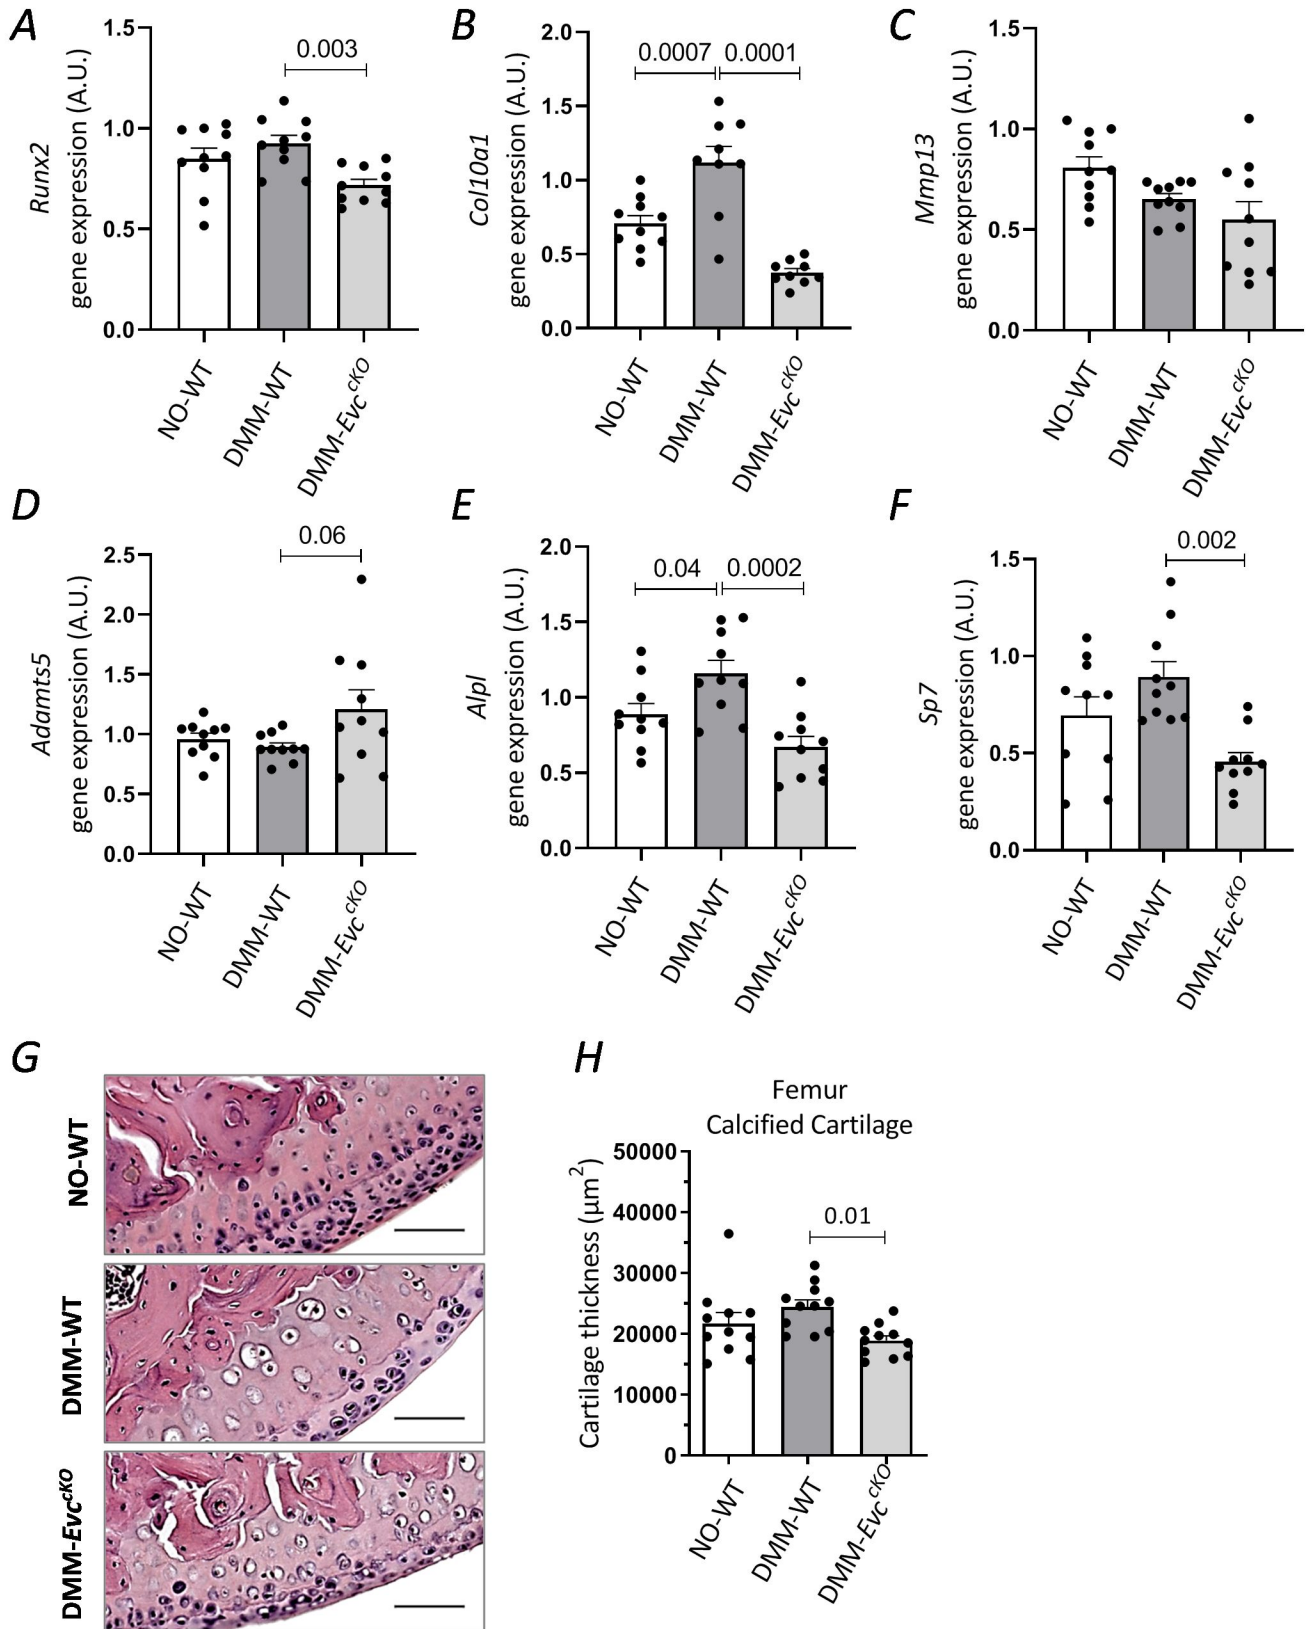 A
Runx2
gene expression (A.U.)
1.5
1.0
0.5
0.0
0.003
NO-WT
DMM-WT
DMM-Evc^cKO
B
Col10a1
gene expression (A.U.)
2.0
1.5
1.0
0.5
0.0
0.0007
0.0001
NO-WT
DMM-WT
DMM-Evc^cKO
C
Mmp13
gene expression (A.U.)
1.5
1.0
0.5
0.0
NO-WT
DMM-WT
DMM-Evc^cKO
D
Adamts5
gene expression (A.U.)
2.5
2.0
1.5
1.0
0.5
0.0
0.06
NO-WT
DMM-WT
DMM-Evc^cKO
E
Alpl
gene expression (A.U.)
2.0
1.5
1.0
0.5
0.0
0.04
0.0002
NO-WT
DMM-WT
DMM-Evc^cKO
F
Sp7
gene expression (A.U.)
1.5
1.0
0.5
0.0
0.002
NO-WT
DMM-WT
DMM-Evc^cKO
G
NO-WT
DMM-WT
DMM-Evc^cKO
H
Femur
Calcified Cartilage
Cartilage thickness (µm²)
50000
40000
30000
20000
10000
0
0.01
NO-WT
DMM-WT
DMM-Evc^cKO